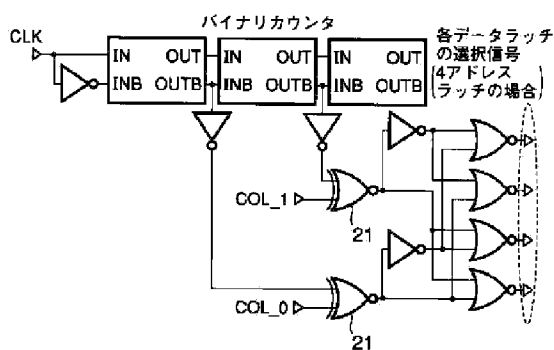 バイナリカウンタ
CLK
IN OUT IN OUT IN OUT
INB OUTB INB OUTB INB OUTB
各データラッチ
の選択信号
(4アドレス
ラッチの場合)
COL_1
21
COL_0
21